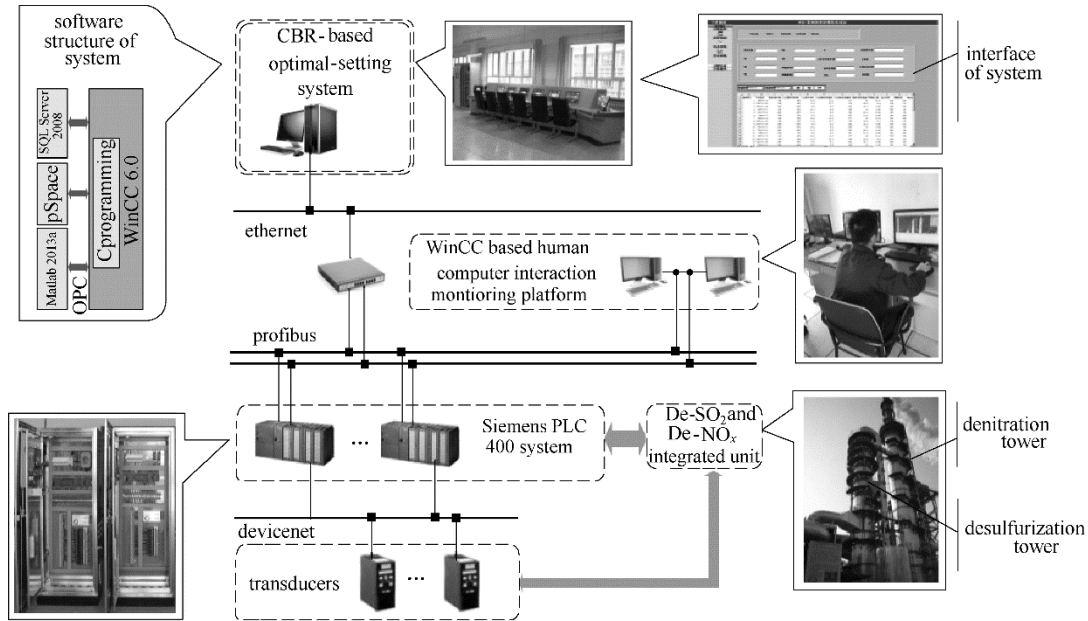 software
structure of
system
SQL Server
2008
pSpace
Matlab 2013a
OPC
Cprogramming
WinCC 6.0
CBR-based
optimal-setting
system
interface
of system
ethernet
WinCC based human
computer interaction
montioring platform
profibus
Siemens PLC
400 system
...
...
De-SO₂and
De-NOₓ
integrated unit
denitration
tower
desulfurization
tower
devicenet
transducers
...